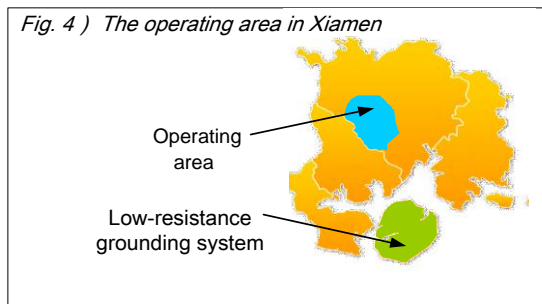 Fig. 4 ) The operating area in Xiamen
Operating
area
Low-resistance
grounding system